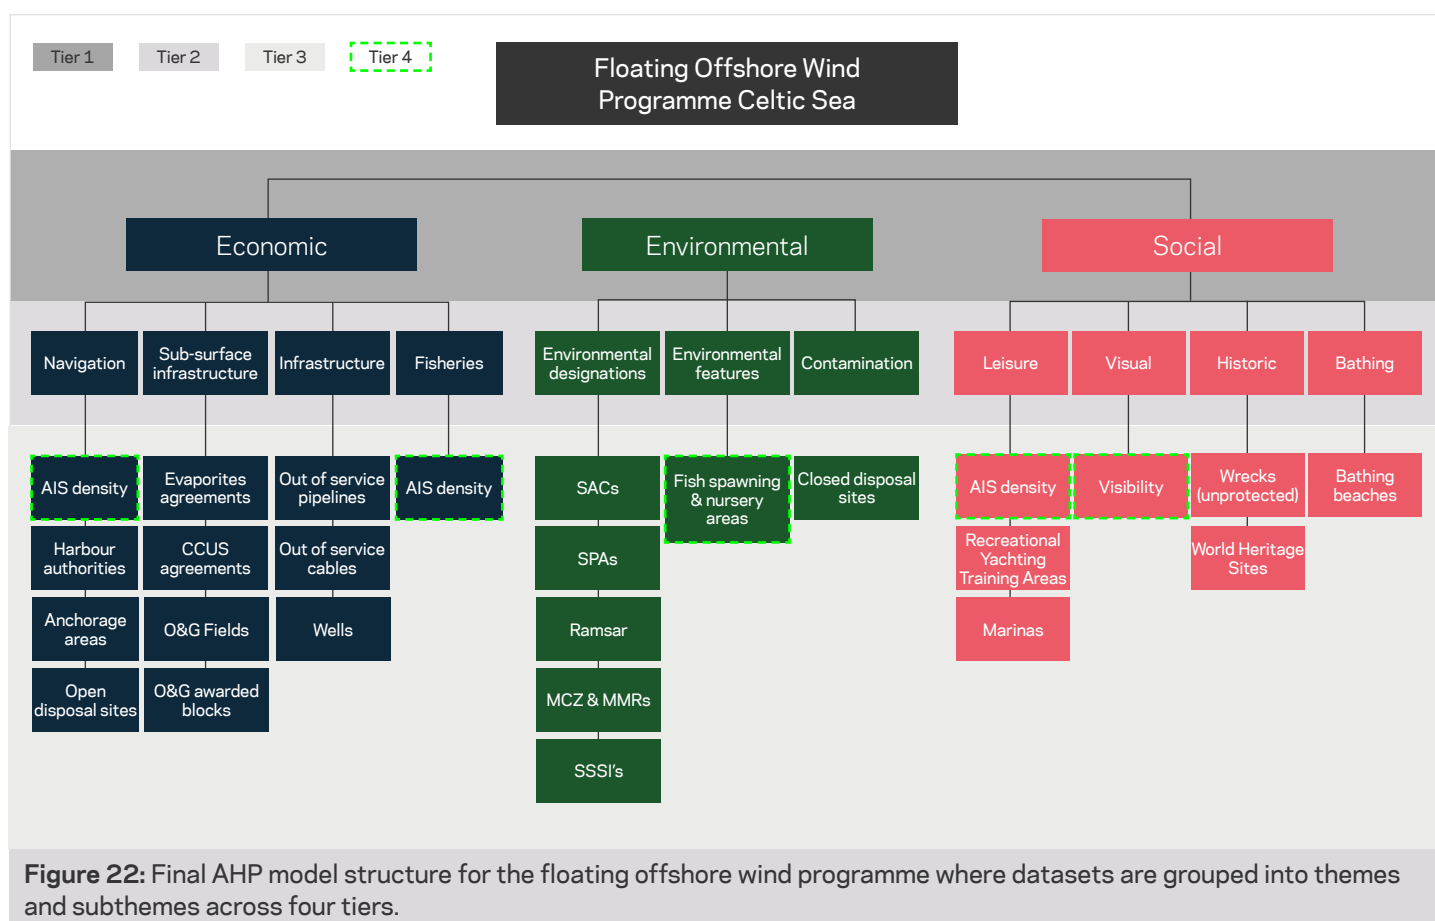 Tier 1
Tier 2
Tier 3
Tier 4
Floating Offshore Wind
Programme Celtic Sea
Economic
Environmental
Social
Navigation
Sub-surface
infrastructure
Infrastructure
Fisheries
Environmental
designations
Environmental
features
Contamination
Leisure
Visual
Historic
Bathing
AIS density
Harbour
authorities
Anchorage
areas
Open
disposal sites
Evaporites
agreements
CCUS
agreements
O&G Fields
O&G awarded
blocks
Out of service
pipelines
Out of service
cables
Wells
AIS density
SACs
SPAs
Ramsar
MCZ & MMRs
SSSI's
Fish spawning
& nursery
areas
Closed disposal
sites
AIS density
Recreational
Yachting
Training Areas
Marinas
Visibility
Wrecks
(unprotected)
World Heritage
Sites
Bathing
beaches
Figure 22: Final AHP model structure for the floating offshore wind programme where datasets are grouped into themes
and subthemes across four tiers.